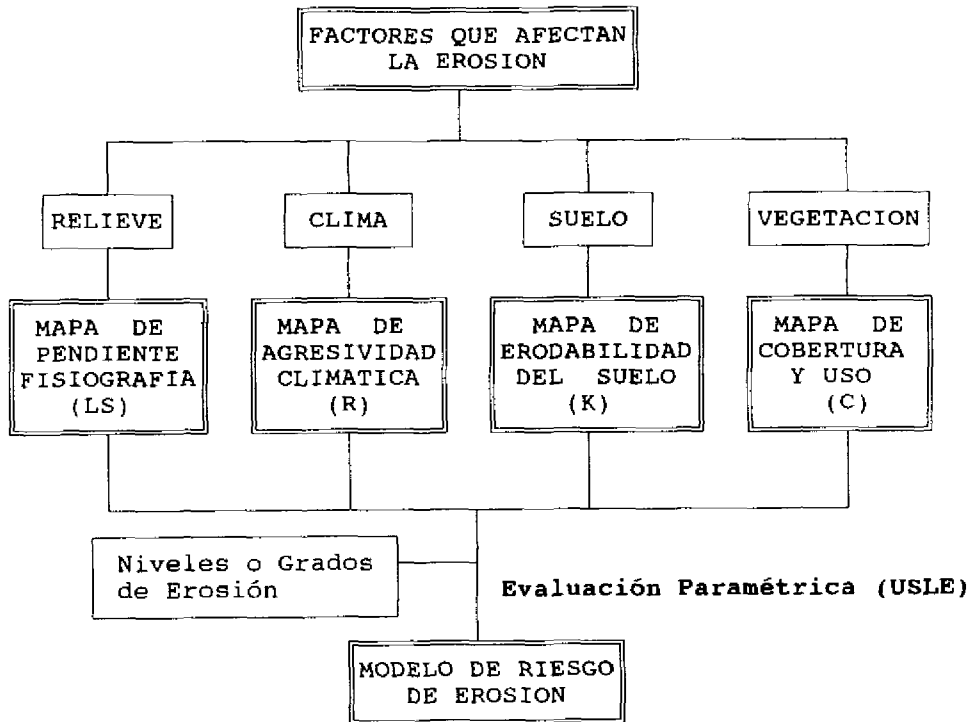 FACTORES QUE AFECTAN
LA EROSION
RELIEVE
CLIMA
SUELO
VEGETACION
MAPA DE
PENDIENTE
FISIOGRAFIA
(LS)
MAPA DE
AGRESIVIDAD
CLIMATICA
(R)
MAPA DE
ERODABILIDAD
DEL SUELO
(K)
MAPA DE
COBERTURA
Y USO
(C)
Niveles o Grados
de Erosión
Evaluación Paramétrica (USLE)
MODELO DE RIESGO
DE EROSION